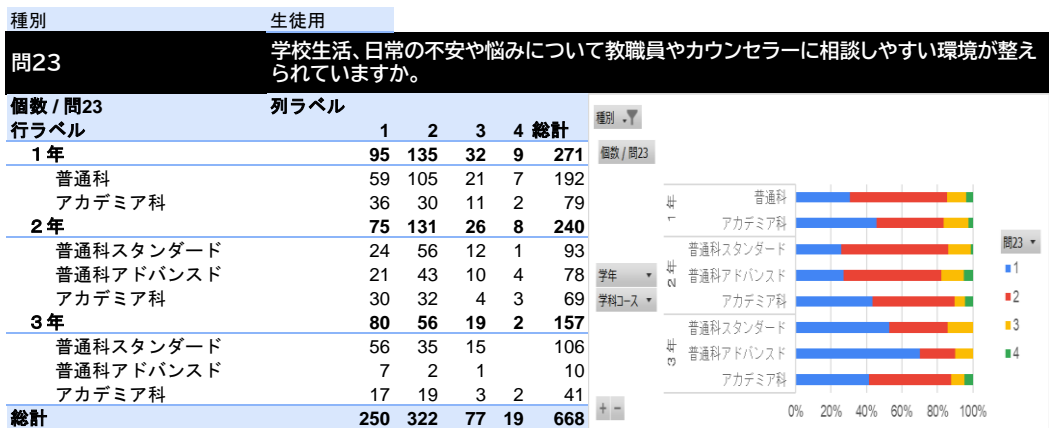 種別 生徒用
問23 学校生活、日常の不安や悩みについて教職員やカウンセラーに相談しやすい環境が整え
られていますか。
個数 / 問23 列ラベル
行ラベル 1 2 3 4 総計
1年 95 135 32 9 271
普通科 59 105 21 7 192
アカデミア科 36 30 11 2 79
2年 75 131 26 8 240
普通科スタンダード 24 56 12 1 93
普通科アドバンスド 21 43 10 4 78
アカデミア科 30 32 4 3 69
3年 80 56 19 2 157
普通科スタンダード 56 35 15 106
普通科アドバンスド 7 2 1 10
アカデミア科 17 19 3 2 41
総計 250 322 77 19 668
種別
個数 / 問23
学年
学科コース
+ -
1年
普通科
アカデミア科
2年
普通科スタンダード
普通科アドバンスド
アカデミア科
3年
普通科スタンダード
普通科アドバンスド
アカデミア科
0% 20% 40% 60% 80% 100%
問23
1
2
3
4